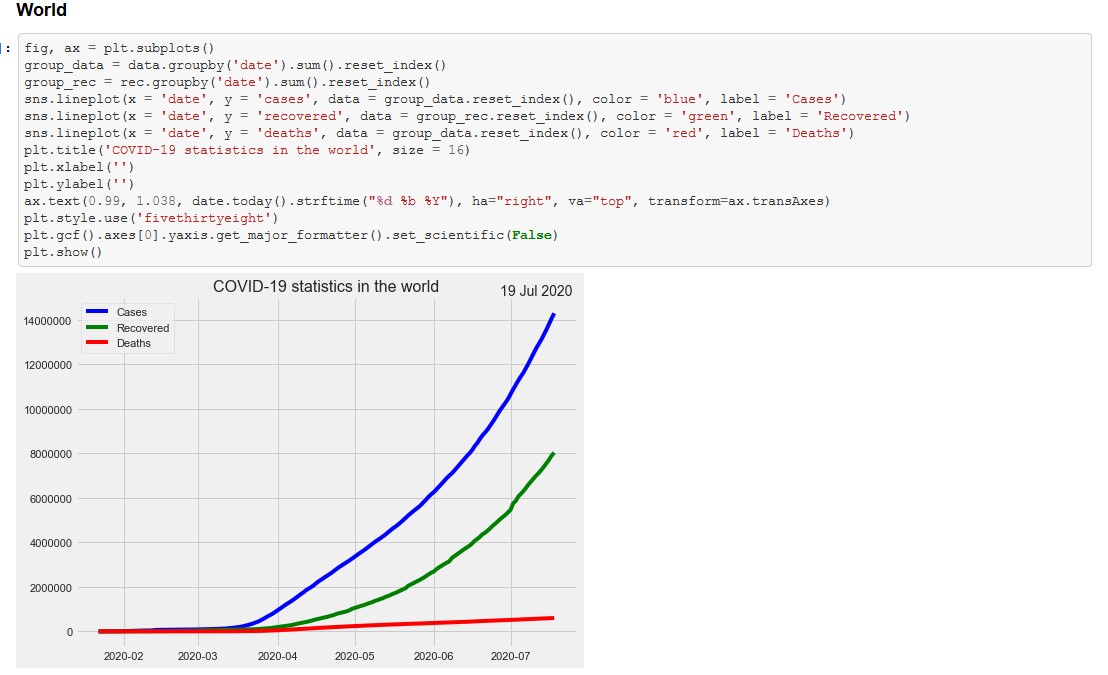 World
]:
fig, ax = plt.subplots()
group_data = data.groupby('date').sum().reset_index()
group_rec = rec.groupby('date').sum().reset_index()
sns.lineplot(x = 'date', y = 'cases', data = group_data.reset_index(), color = 'blue', label = 'Cases')
sns.lineplot(x = 'date', y = 'recovered', data = group_rec.reset_index(), color = 'green', label = 'Recovered')
sns.lineplot(x = 'date', y = 'deaths', data = group_data.reset_index(), color = 'red', label = 'Deaths')
plt.title('COVID-19 statistics in the world', size = 16)
plt.xlabel('')
plt.ylabel('')
ax.text(0.99, 1.038, date.today().strftime("%d %b %Y"), ha="right", va="top", transform=ax.transAxes)
plt.style.use('fivethirtyeight')
plt.gcf().axes[0].yaxis.get_major_formatter().set_scientific(False)
plt.show()
COVID-19 statistics in the world
19 Jul 2020
Cases
Recovered
Deaths
14000000
12000000
10000000
8000000
6000000
4000000
2000000
0
2020-02 2020-03 2020-04 2020-05 2020-06 2020-07